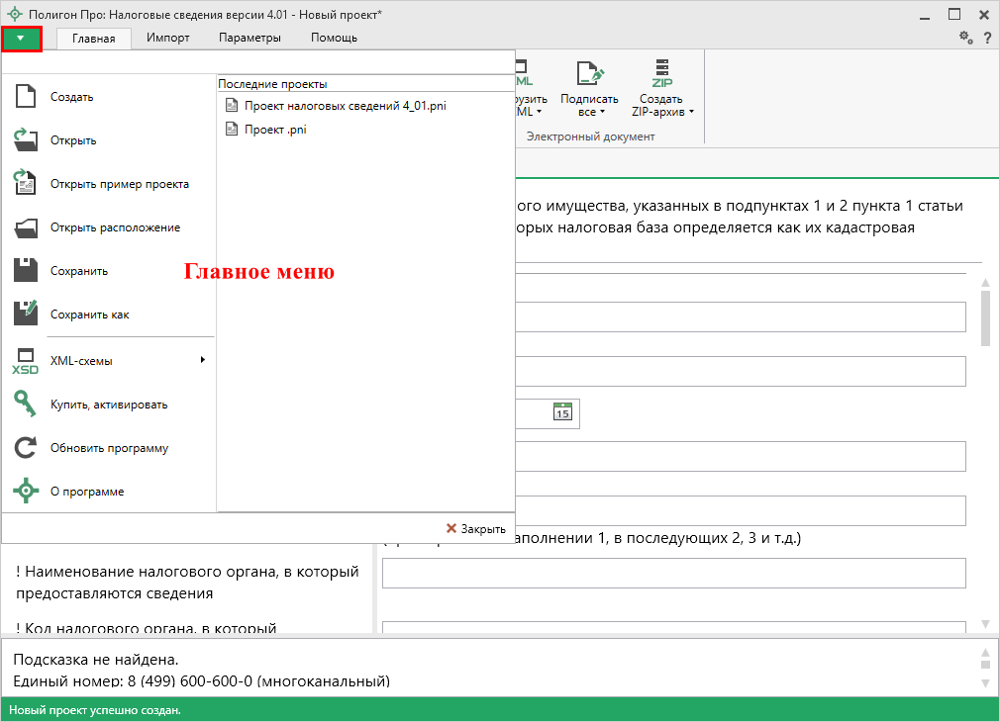 Полигон Про: Налоговые сведения версии 4.01 - Новый проект*
Главная Импорт Параметры Помощь
?
Последние проекты
Создать
Проект налоговых сведений 4_01.pni
Проект .pni
Открыть
Открыть пример проекта
Открыть расположение
Сохранить
Главное меню
Сохранить как
XSD
XML-схемы
Купить, активировать
Обновить программу
О программе
Закрыть
Подписать
все
ZIP
Создать
ZIP-архив
Электронный документ
ого имущества, указанных в подпунктах 1 и 2 пункта 1 статьи
орых налоговая база определяется как их кадастровая
15
аполнении 1, в последующих 2, 3 и т.д.)
! Наименование налогового органа, в который
предоставляются сведения
! Код налогового органа, в который
Подсказка не найдена.
Единый номер: 8 (499) 600-600-0 (многоканальный)
Новый проект успешно создан.